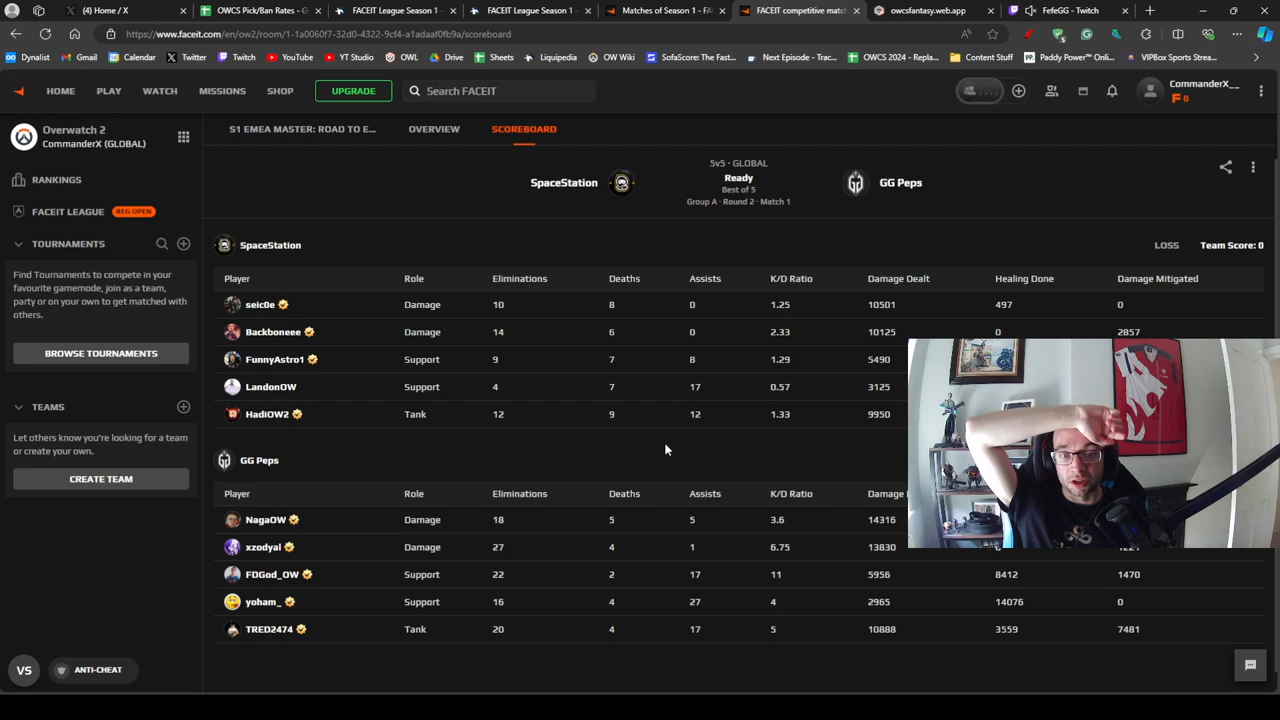 (4) Home / X
OWCS Pick/Ban Rates - G
FACEIT League Season 1 -
FACEIT League Season 1 -
Matches of Season 1 - FA
FACEIT competitive matc
owcsfantasy.web.app
FefeGG - Twitch
https://www.faceit.com/en/ow2/room/1-1a0060f7-32d0-4322-9cf4-a1adaaf0fb9a/scoreboard
Dynalist
Gmail
Calendar
Twitter
Twitch
YouTube
YT Studio
OWL
Drive
Sheets
Liquipedia
OW Wiki
SofaScore: The Fast...
Next Episode - Trac...
OWCS 2024 - Repla...
Content Stuff
Paddy Power™ Onli...
VIPBox Sports Strea...
HOME
PLAY
WATCH
MISSIONS
SHOP
UPGRADE
Search FACEIT
CommanderX__
0
Overwatch 2
CommanderX (GLOBAL)
RANKINGS
FACEIT LEAGUE REG OPEN
TOURNAMENTS
Find Tournaments to compete in your
favourite gamemode, join as a team,
party or on your own to get matched with
others.
BROWSE TOURNAMENTS
TEAMS
Let others know you're looking for a team
or create your own.
CREATE TEAM
VS
ANTI-CHEAT
S1 EMEA MASTER: ROAD TO E...
OVERVIEW
SCOREBOARD
SpaceStation
5v5 • GLOBAL
Ready
Best of 5
Group A • Round 2 • Match 1
GG Peps
SpaceStation LOSS Team Score: 0
Player Role Eliminations Deaths Assists K/D Ratio Damage Dealt Healing Done Damage Mitigated
seic0e Damage 10 8 0 1.25 10501 497 0
Backboneee Damage 14 6 0 2.33 10125 0 2857
FunnyAstro1 Support 9 7 8 1.29 5490
LandonOW Support 4 7 17 0.57 3125
HadiOW2 Tank 12 9 12 1.33 9950
GG Peps
Player Role Eliminations Deaths Assists K/D Ratio Damage
NagaOW Damage 18 5 5 3.6 14316
xzodyal Damage 27 4 1 6.75 13830
FDGod_OW Support 22 2 17 11 5956 8412 1470
yoham_ Support 16 4 27 4 2965 14076 0
TRED2474 Tank 20 4 17 5 10888 3559 7481